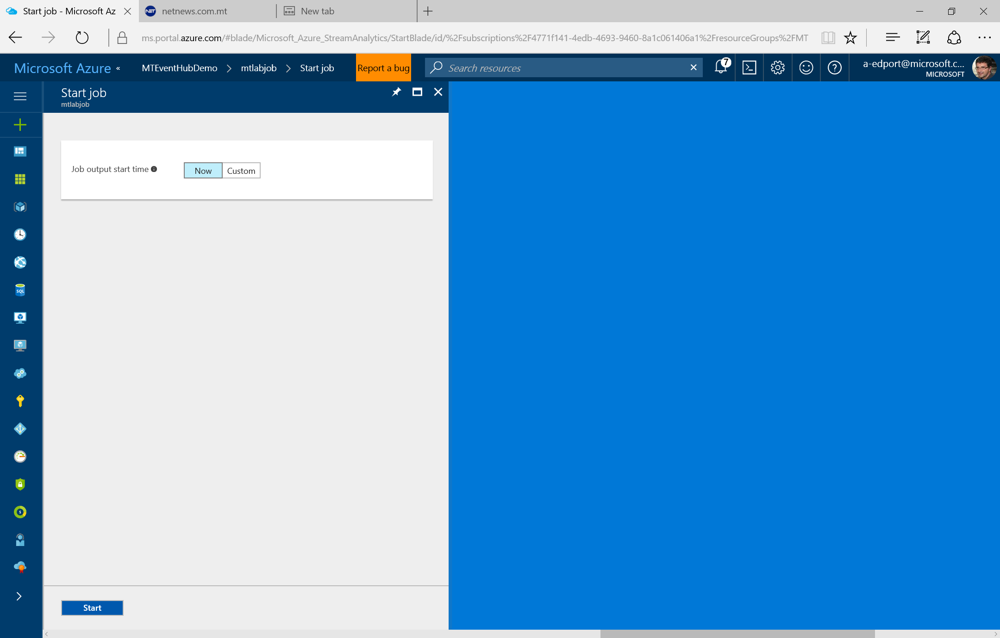 Start job - Microsoft Az
NET netnews.com.mt
New tab
ms.portal.azure.com/#blade/Microsoft_Azure_StreamAnalytics/StartBlade/id/%2Fsubscriptions%2F4771f141-4edb-4693-9460-8a1c061406a1%2FresourceGroups%2FMT
Microsoft Azure «
MTEventHubDemo > mtlabjob > Start job
Report a bug
Search resources
7
a-edport@microsoft.c...
MICROSOFT
Start job
mtlabjob
Job output start time
Now
Custom
SQL
Start